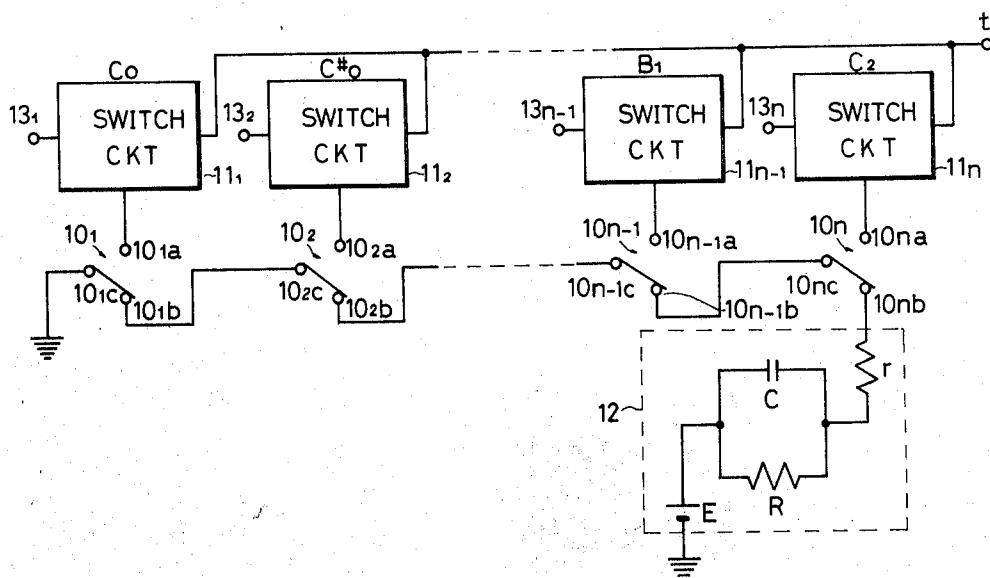 t
C₀ C#₀ B₁ C₂
13₁ SWITCH CKT 11₁
13₂ SWITCH CKT 11₂
13n-1 SWITCH CKT 11n-1
13n SWITCH CKT 11n
10₁ 10₁a 10₁c 10₁b
10₂ 10₂a 10₂c 10₂b
10n-1 10n-1a 10n-1c 10n-1b
10n 10na 10nc 10nb
12
r
C
R
E